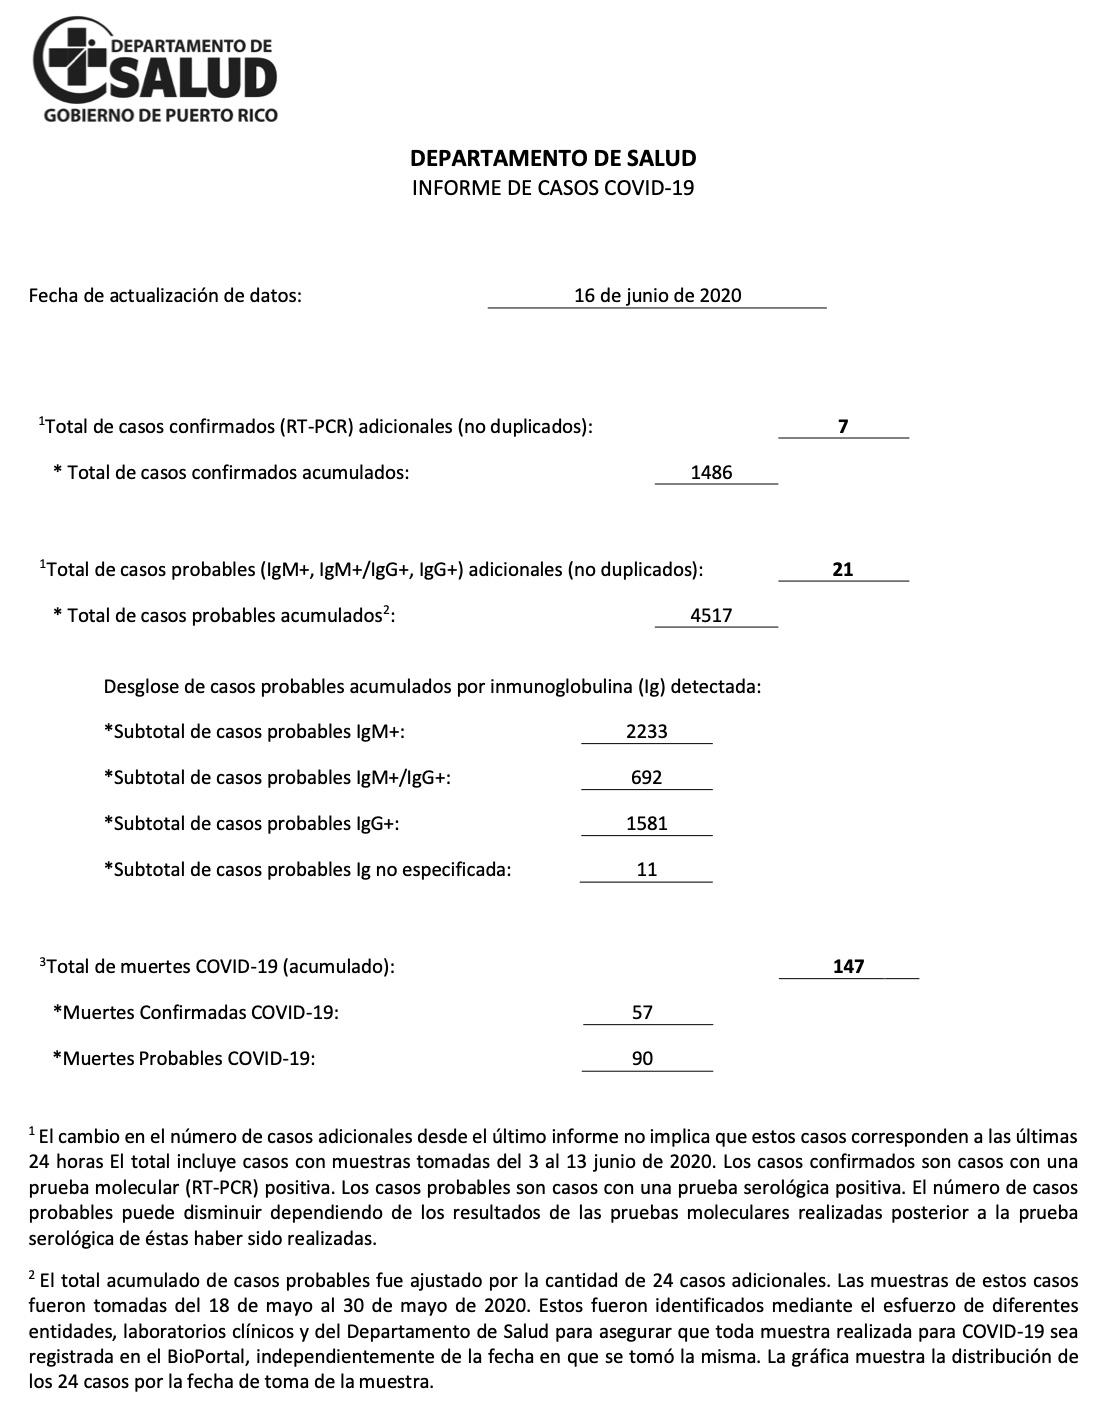 DEPARTAMENTO DE
SALUD
GOBIERNO DE PUERTO RICO
DEPARTAMENTO DE SALUD
INFORME DE CASOS COVID-19
Fecha de actualización de datos: 16 de junio de 2020
¹Total de casos confirmados (RT-PCR) adicionales (no duplicados): 7
* Total de casos confirmados acumulados: 1486
¹Total de casos probables (IgM+, IgM+/IgG+, IgG+) adicionales (no duplicados): 21
* Total de casos probables acumulados²: 4517
Desglose de casos probables acumulados por inmunoglobulina (Ig) detectada:
*Subtotal de casos probables IgM+: 2233
*Subtotal de casos probables IgM+/IgG+: 692
*Subtotal de casos probables IgG+: 1581
*Subtotal de casos probables Ig no especificada: 11
³Total de muertes COVID-19 (acumulado): 147
*Muertes Confirmadas COVID-19: 57
*Muertes Probables COVID-19: 90
¹ El cambio en el número de casos adicionales desde el último informe no implica que estos casos corresponden a las últimas
24 horas El total incluye casos con muestras tomadas del 3 al 13 junio de 2020. Los casos confirmados son casos con una
prueba molecular (RT-PCR) positiva. Los casos probables son casos con una prueba serológica positiva. El número de casos
probables puede disminuir dependiendo de los resultados de las pruebas moleculares realizadas posterior a la prueba
serológica de éstas haber sido realizadas.
² El total acumulado de casos probables fue ajustado por la cantidad de 24 casos adicionales. Las muestras de estos casos
fueron tomadas del 18 de mayo al 30 de mayo de 2020. Estos fueron identificados mediante el esfuerzo de diferentes
entidades, laboratorios clínicos y del Departamento de Salud para asegurar que toda muestra realizada para COVID-19 sea
registrada en el BioPortal, independientemente de la fecha en que se tomó la misma. La gráfica muestra la distribución de
los 24 casos por la fecha de toma de la muestra.